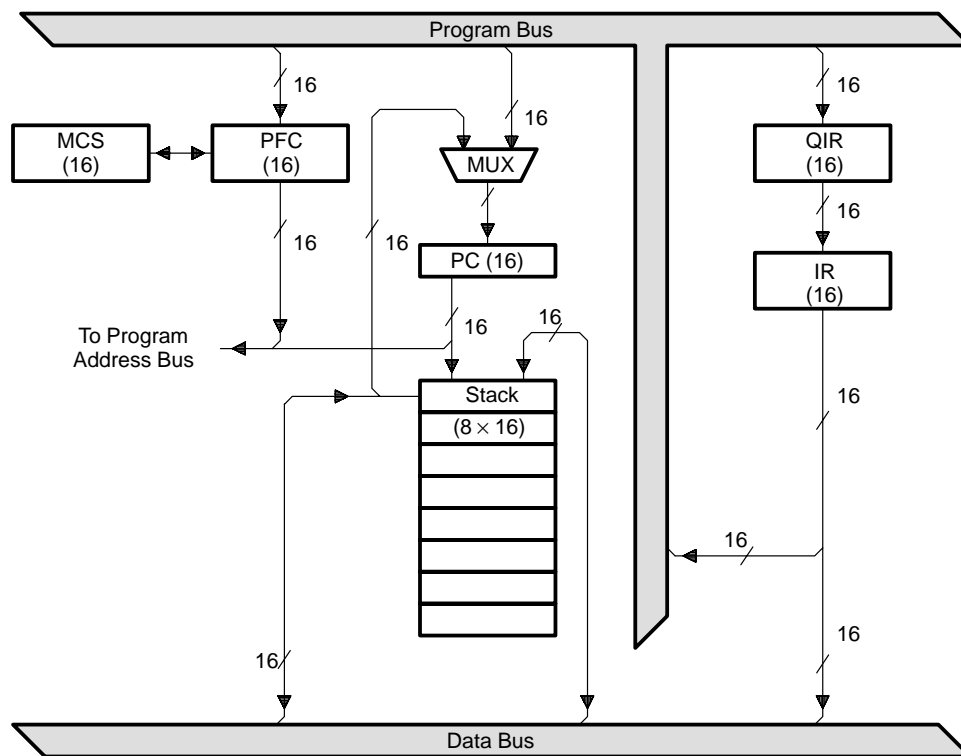 Program Bus
16
16
16
MCS
(16)
PFC
(16)
MUX
QIR
(16)
16
16
16
PC (16)
IR
(16)
To Program
Address Bus
16
16
Stack
(8 × 16)
16
16
16
16
Data Bus